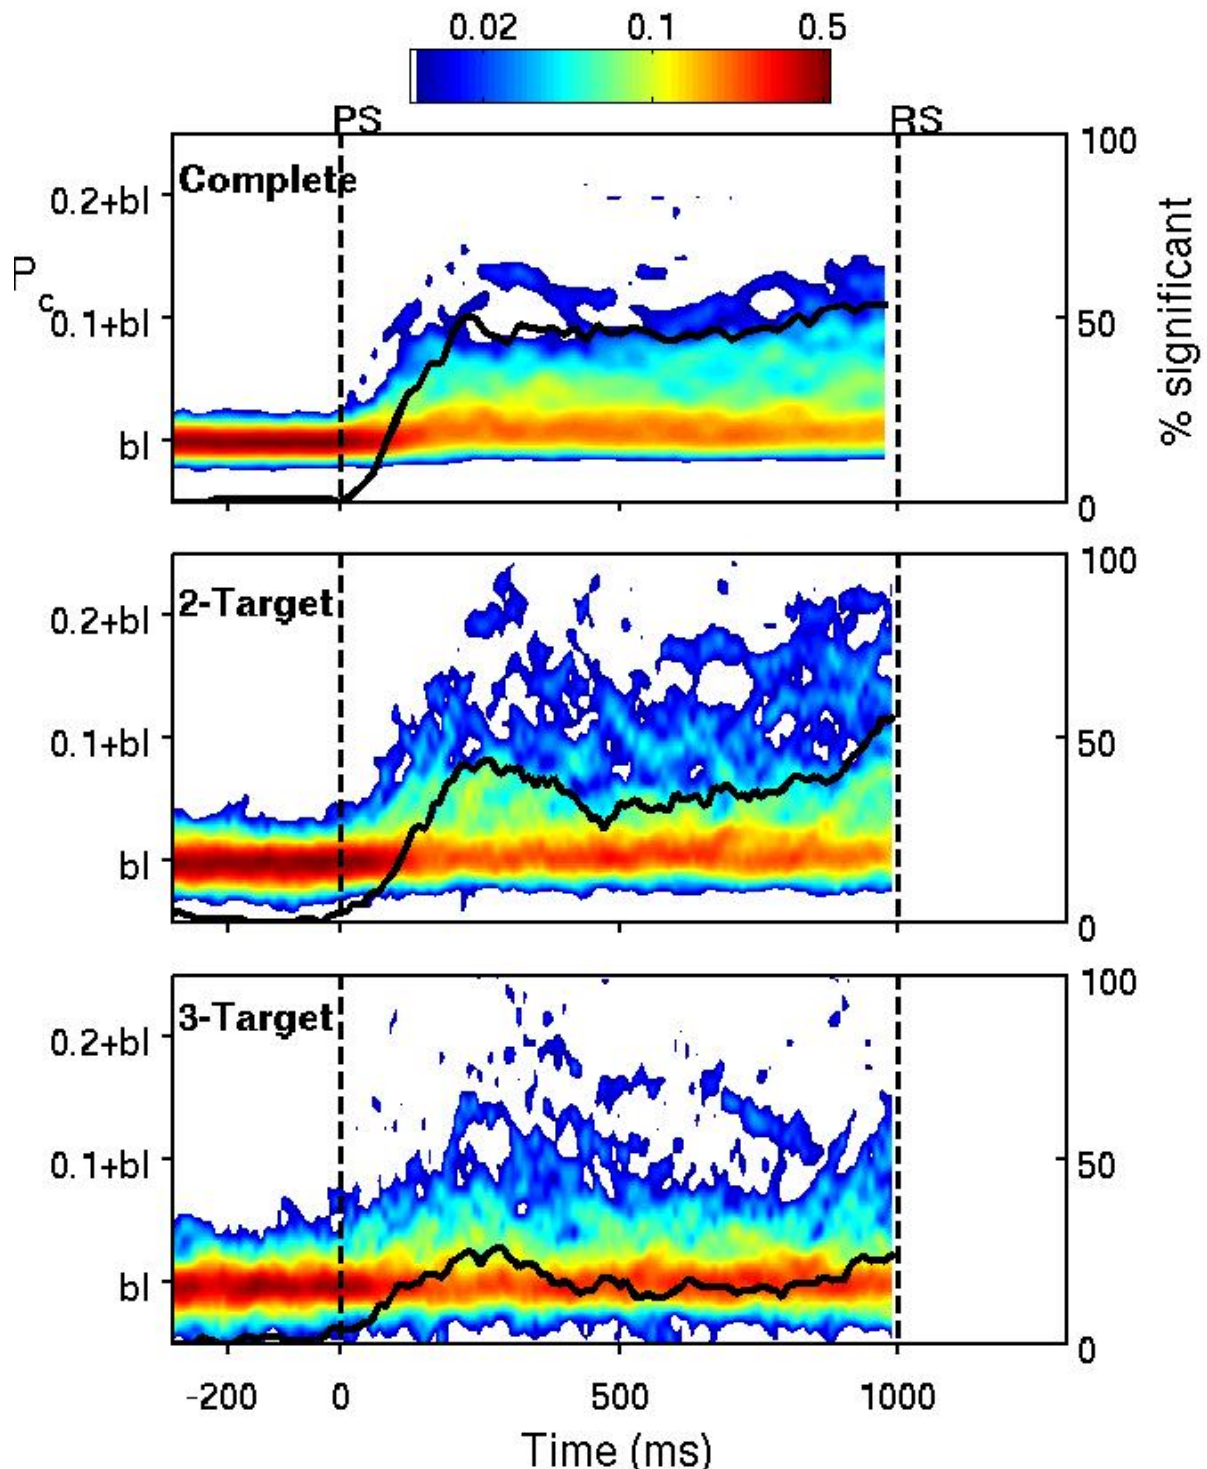 0.02 0.1 0.5
PS RS
Complete
0.2+bl
0.1+bl
bl
P
c
100
50
0
% significant
2-Target
0.2+bl
0.1+bl
bl
100
50
0
3-Target
0.2+bl
0.1+bl
bl
100
50
0
-200 0 500 1000
Time (ms)